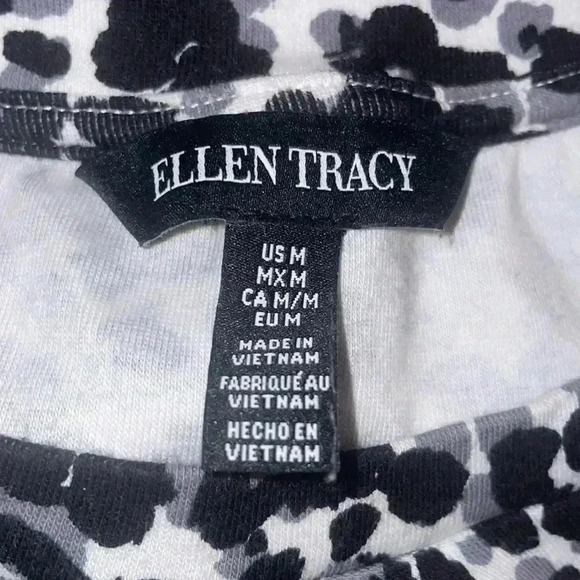 ELLEN TRACY
US M
MX M
CA M/M
EU M
MADE IN
VIETNAM
FABRIQUÉ AU
VIETNAM
HECHO EN
VIETNAM